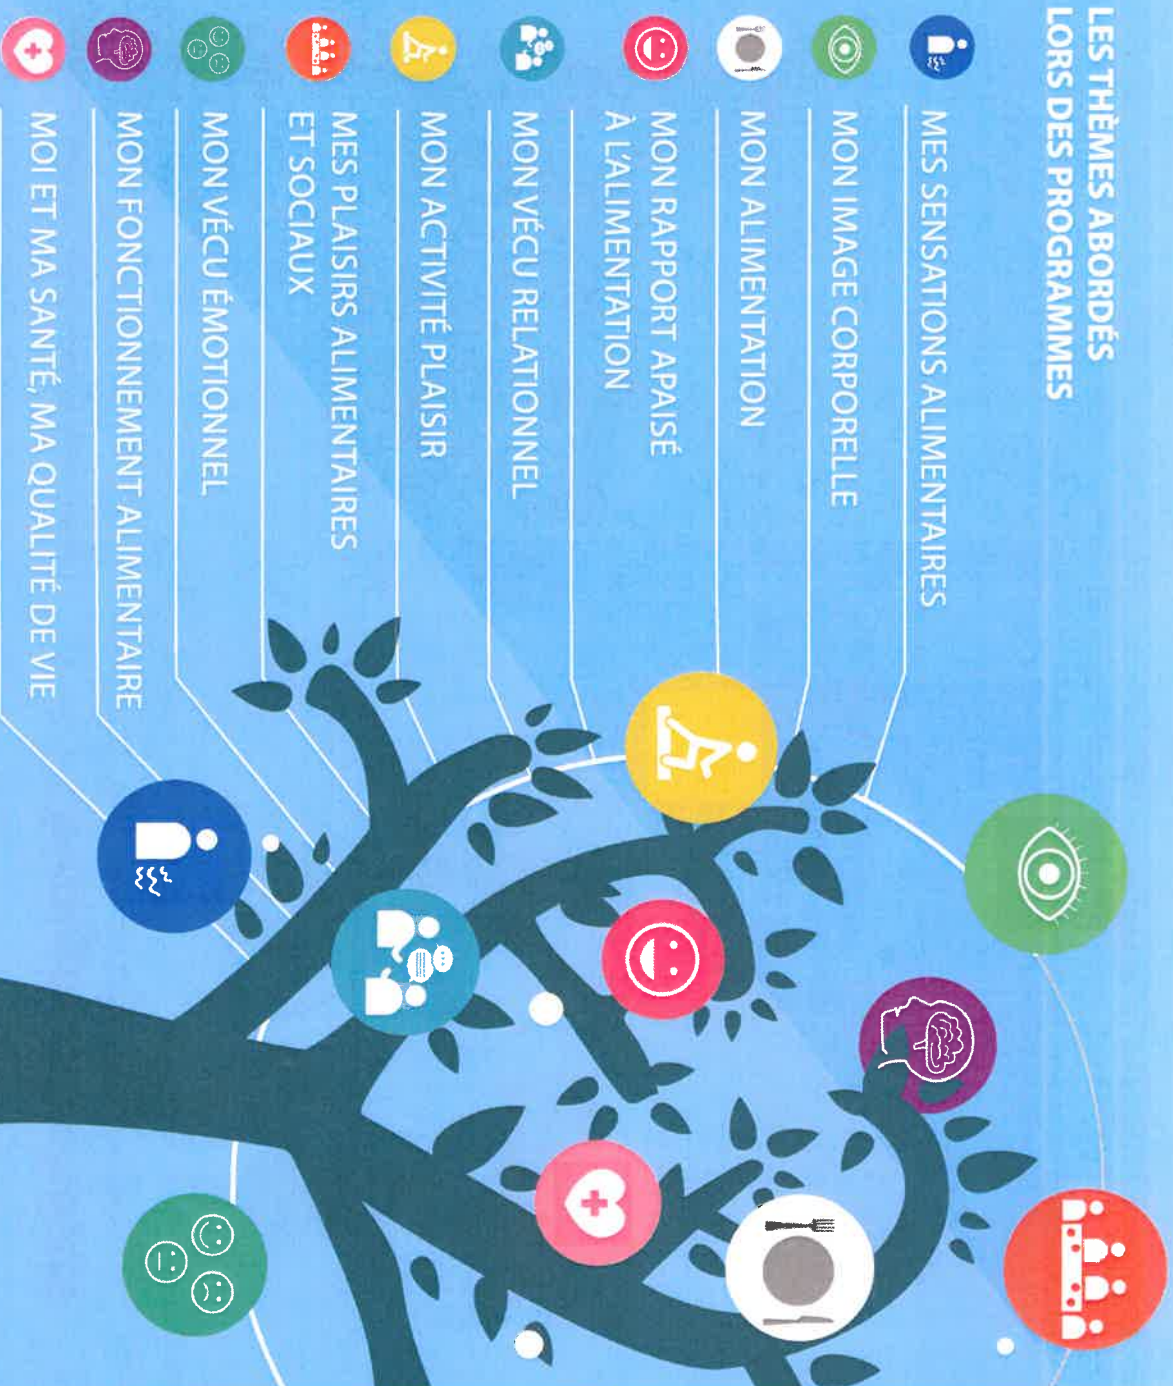 LES THÈMES ABORDÉS
LORS DES PROGRAMMES
MES SENSATIONS ALIMENTAIRES
MON IMAGE CORPORELLE
MON ALIMENTATION
MON RAPPORT APAISÉ
À L'ALIMENTATION
MON VÉCU RELATIONNEL
MON ACTIVITÉ PLAISIR
MES PLAISIRS ALIMENTAIRES
ET SOCIAUX
MON VÉCU ÉMOTIONNEL
MON FONCTIONNEMENT ALIMENTAIRE
MOI ET MA SANTÉ, MA QUALITÉ DE VIE